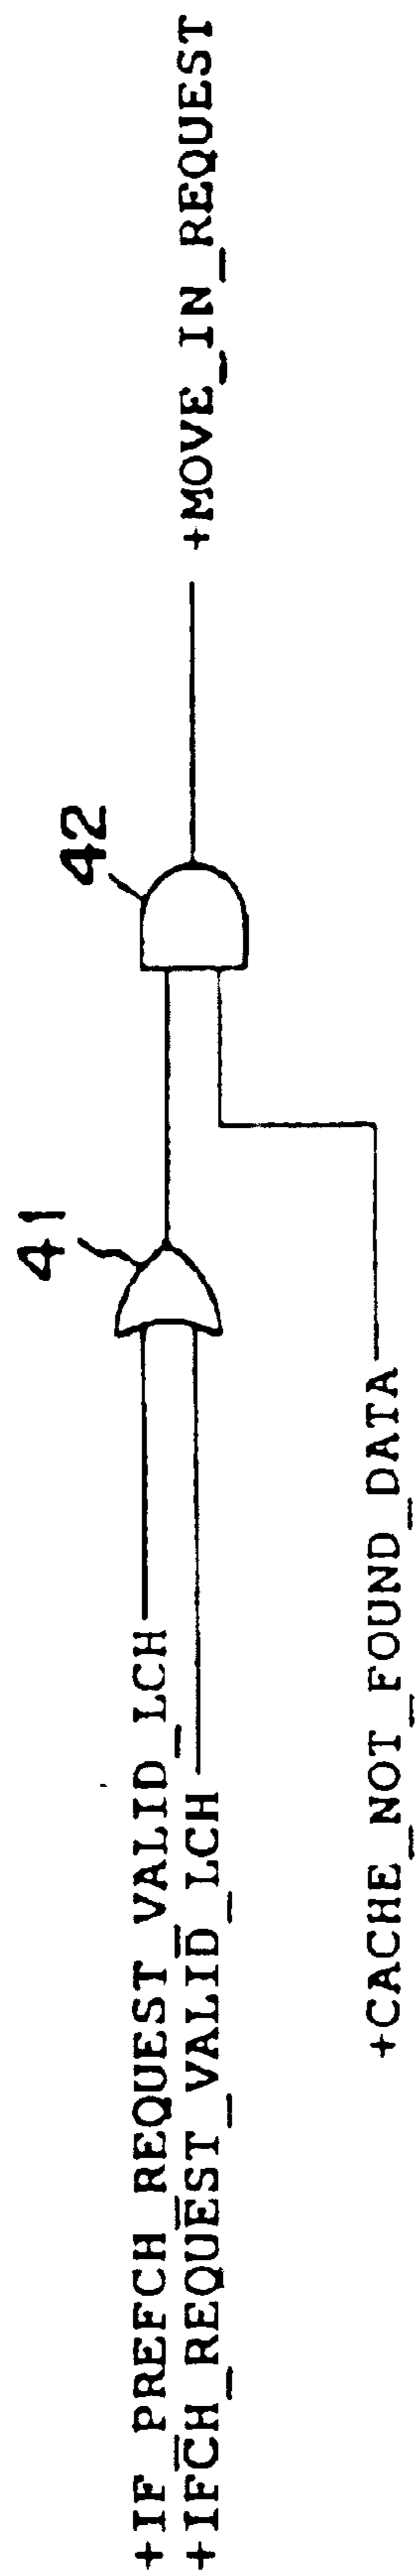 +IF_PREFCH_REQUEST_VALID_LCH
+IFCH_REQUEST_VALID_LCH
41
+CACHE_NOT_FOUND_DATA
42
+MOVE_IN_REQUEST